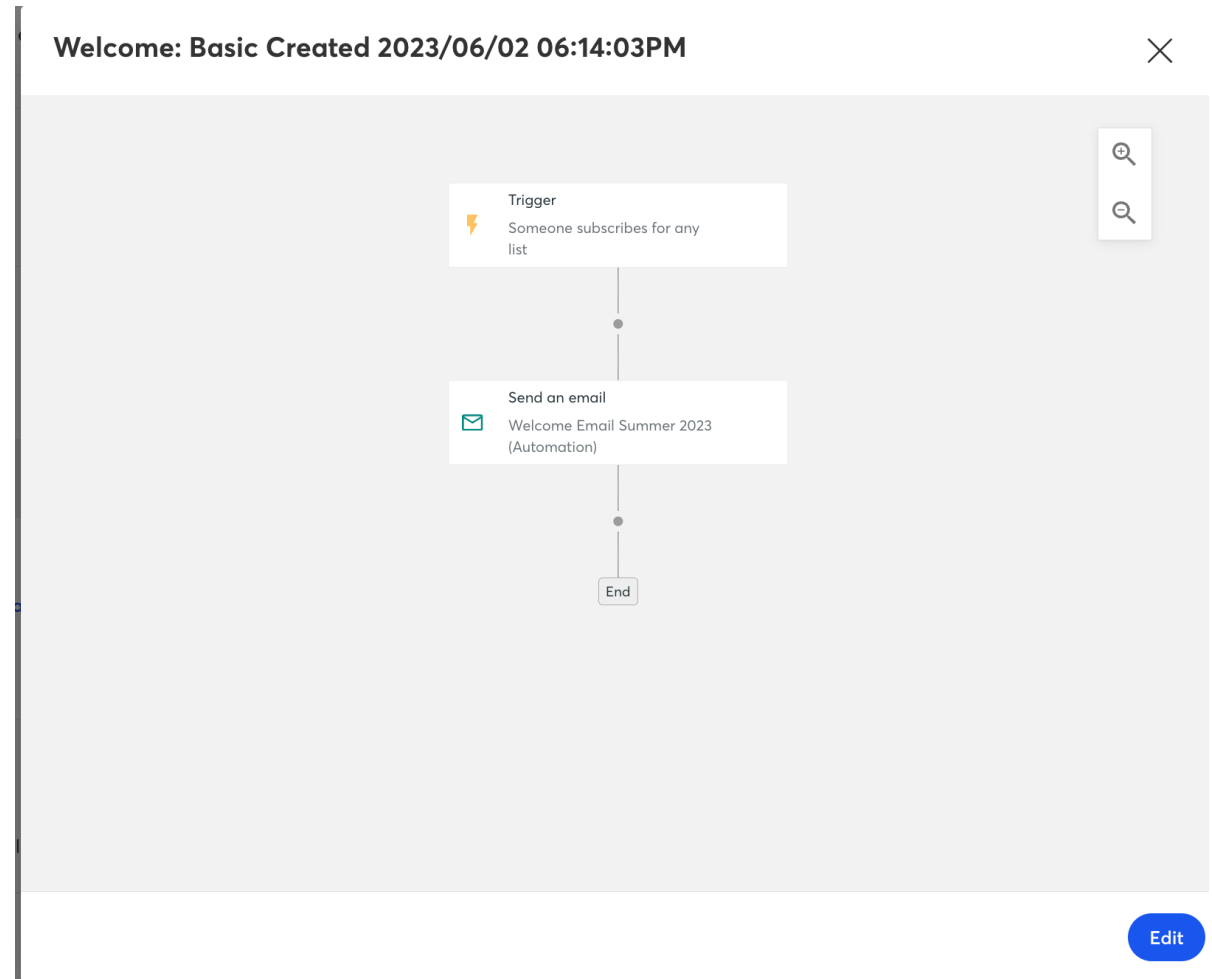 Welcome: Basic Created 2023/06/02 06:14:03PM
Trigger
Someone subscribes for any
list
Send an email
Welcome Email Summer 2023
(Automation)
End
Edit